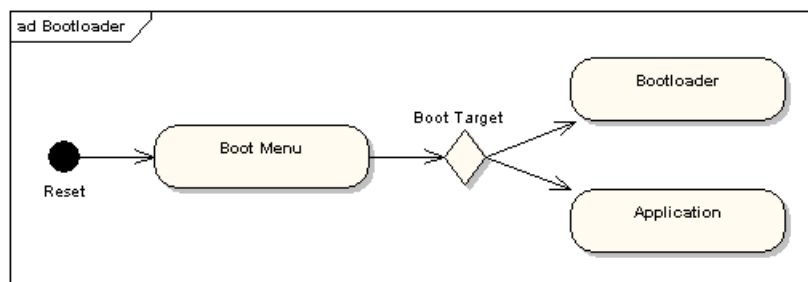 ad Bootloader
Bootloader
Boot Target
Boot Menu
Reset
Application